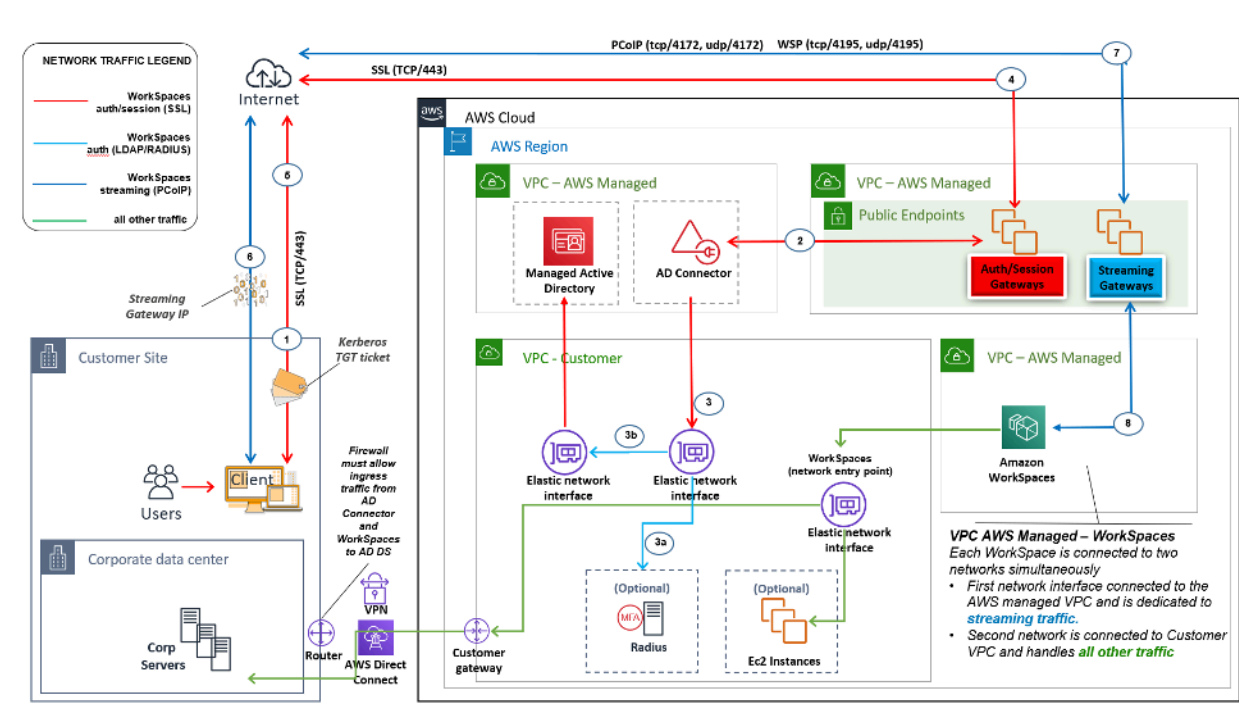 PCoIP (tcp/4172, udp/4172) WSP (tcp/4195, udp/4195)
7
NETWORK TRAFFIC LEGEND
WorkSpaces
auth/session (SSL)
WorkSpaces
auth (LDAP/RADIUS)
WorkSpaces
streaming (PCoIP)
all other traffic
Internet
SSL (TCP/443)
4
aws
AWS Cloud
AWS Region
VPC – AWS Managed
Managed Active
Directory
AD Connector
2
VPC – AWS Managed
Public Endpoints
Auth/Session
Gateways
Streaming
Gateways
5
6
SSL (TCP/443)
Streaming
Gateway IP
1
Kerberos
TGT ticket
Customer Site
Users
Client
Firewall
must allow
ingress
traffic from
AD
Connector
and
WorkSpaces
to AD DS
Corporate data center
Corp
Servers
VPN
Router
AWS Direct
Connect
VPC - Customer
3
3b
Elastic network
interface
Elastic network
interface
3a
WorkSpaces
(network entry point)
Elastic network
interface
(Optional)
MFA
Radius
(Optional)
Ec2 Instances
Customer
gateway
VPC – AWS Managed
8
Amazon
WorkSpaces
VPC AWS Managed – WorkSpaces
Each WorkSpace is connected to two
networks simultaneously
• First network interface connected to the
AWS managed VPC and is dedicated to
streaming traffic.
• Second network is connected to Customer
VPC and handles all other traffic